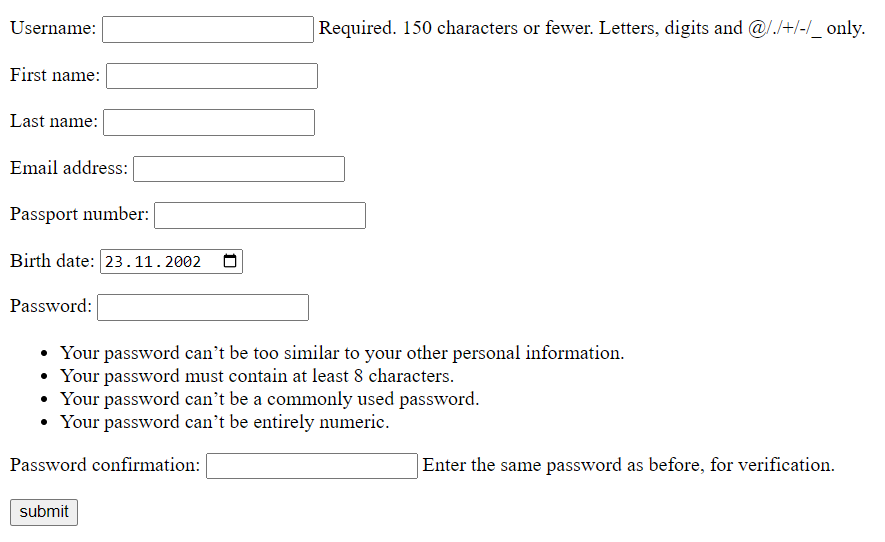 Username: Required. 150 characters or fewer. Letters, digits and @/./+/-/_ only.
First name:
Last name:
Email address:
Passport number:
Birth date: 23.11.2002
Password:
• Your password can’t be too similar to your other personal information.
• Your password must contain at least 8 characters.
• Your password can’t be a commonly used password.
• Your password can’t be entirely numeric.
Password confirmation: Enter the same password as before, for verification.
submit